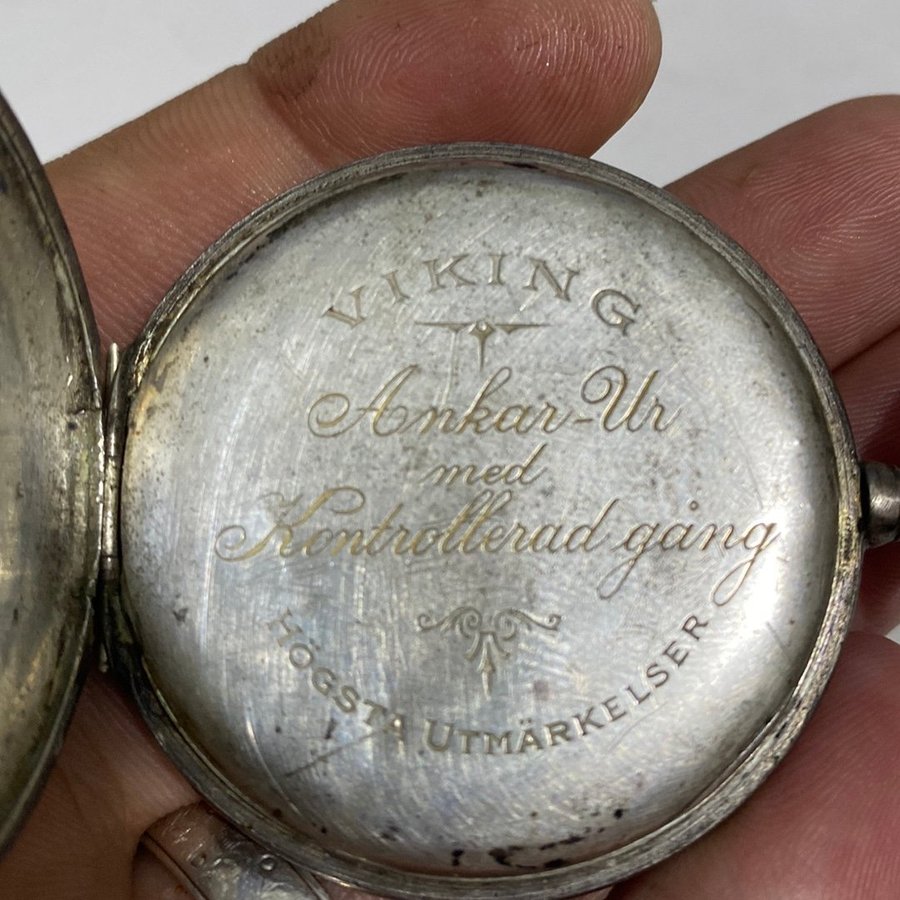 VIKING
Ankar-Ur
med
Kontrollerad gång
HÖGSTA UTMÄRKELSER